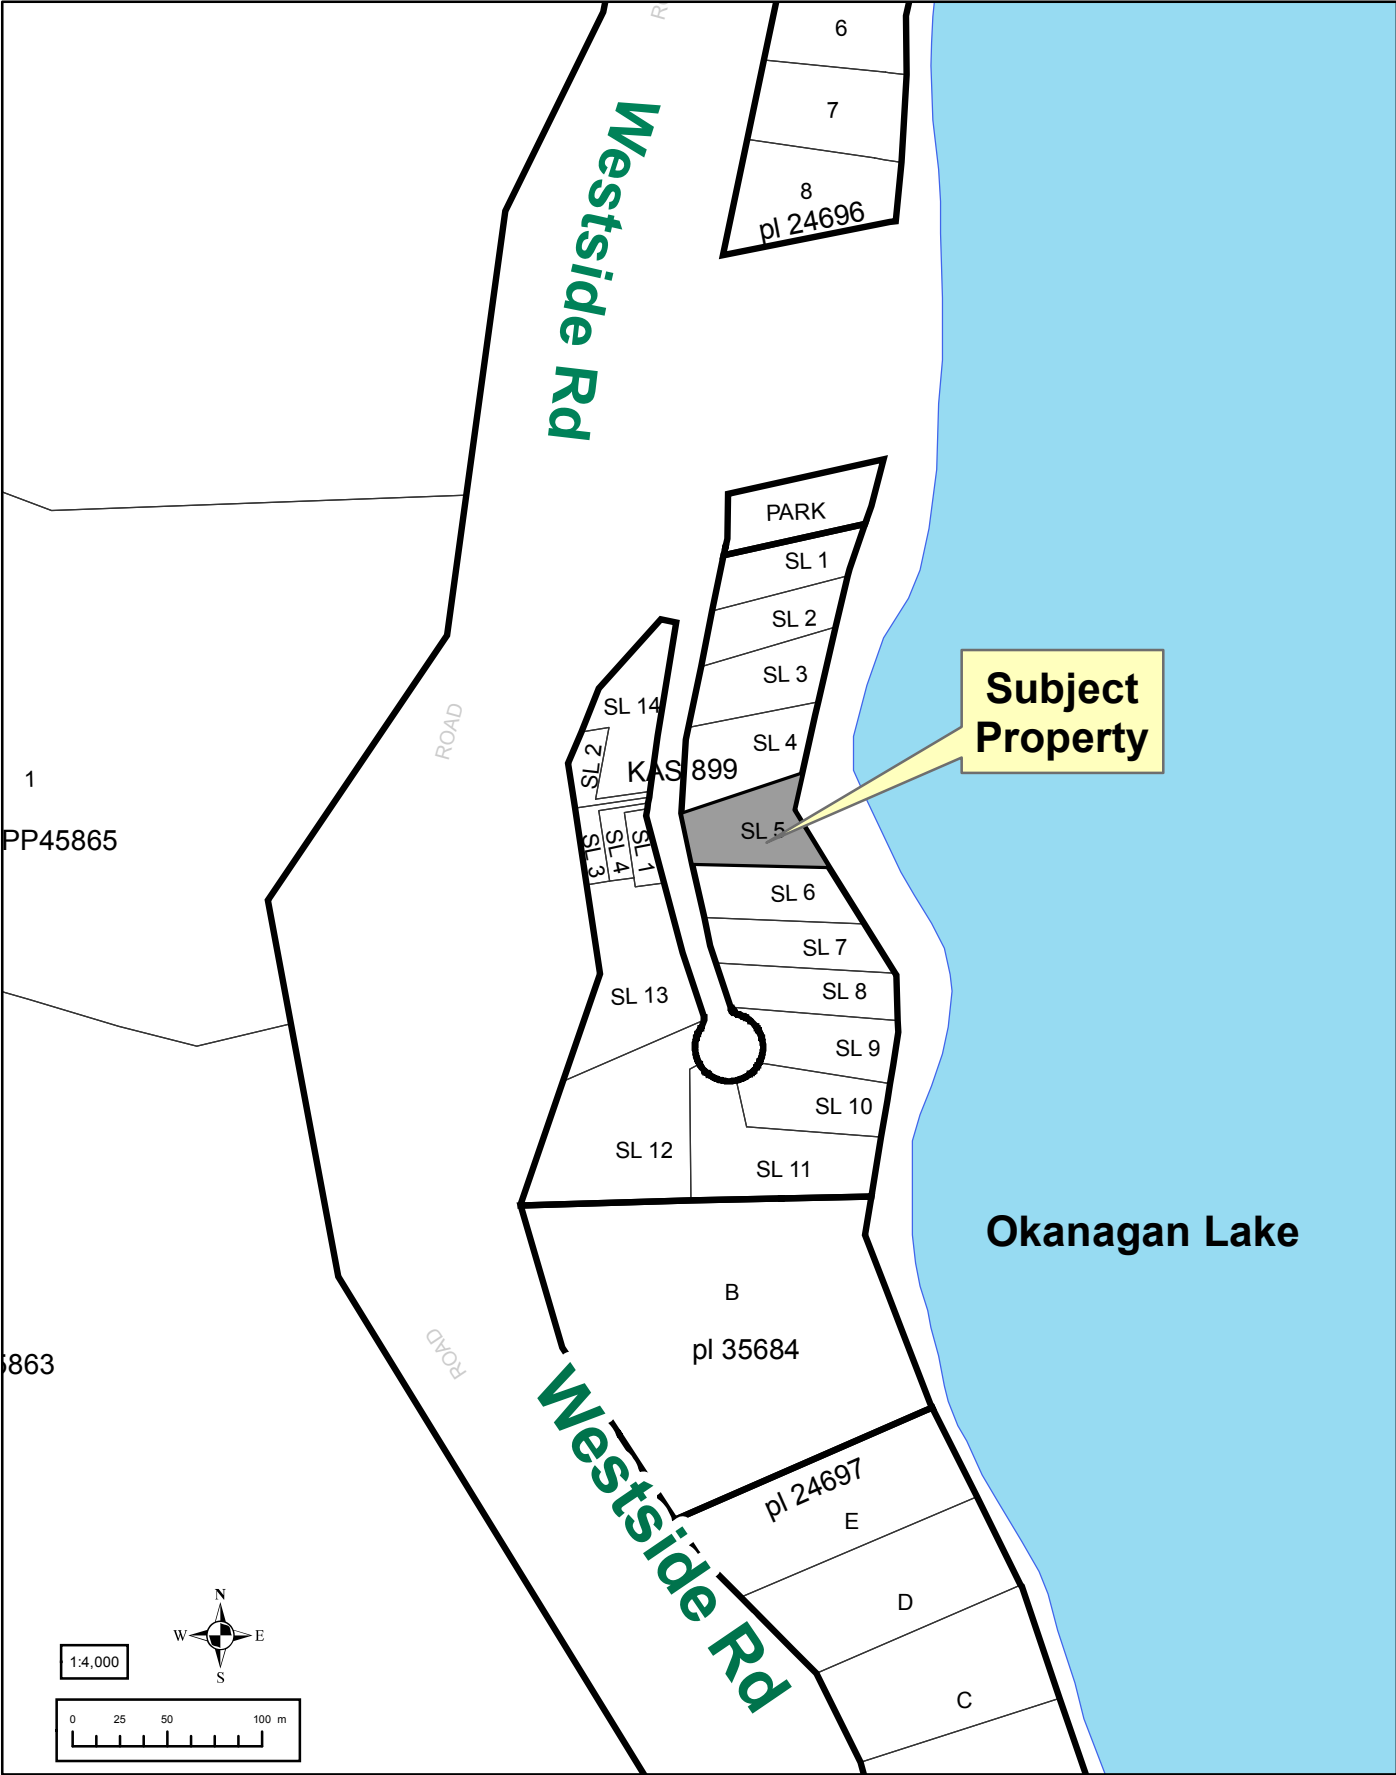 6
7
8
pl 24696
Westside Rd
PARK
SL 1
SL 2
SL 3
SL 4
Subject
Property
SL 14
SL 2
KAS 899
SL 5
SL 3
SL 4
SL 1
ROAD
1
PP45865
SL 6
SL 7
SL 8
SL 13
SL 9
SL 10
SL 12
SL 11
Okanagan Lake
B
pl 35684
ROAD
5863
Westside Rd
pl 24697
E
D
C
N
W
E
S
1:4,000
0 25 50 100 m